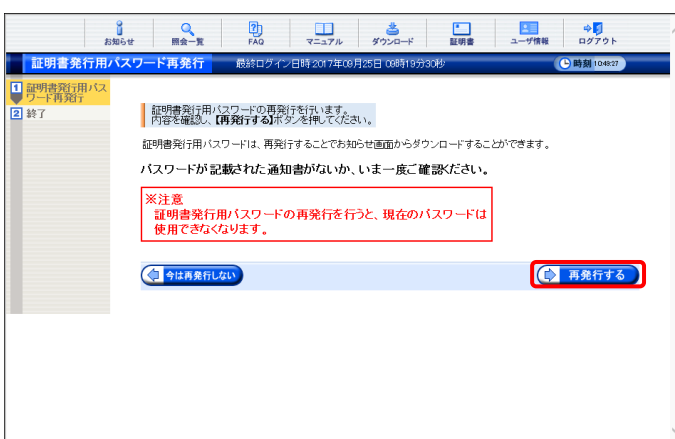 お知らせ 照会一覧 FAQ マニュアル ダウンロード 証明書 ユーザ情報 ログアウト
証明書発行用パスワード再発行 最終ログイン日時:2017年09月25日 09時19分30秒 時刻 10:49:27
1 証明書発行用パス
ワード再発行
2 終了
証明書発行用パスワードの再発行を行います。
内容を確認し、【再発行する】ボタンを押してください。
証明書発行用パスワードは、再発行することでお知らせ画面からダウンロードすることができます。
パスワードが記載された通知書がないか、いま一度ご確認ください。
※注意
証明書発行用パスワードの再発行を行うと、現在のパスワードは
使用できなくなります。
今は再発行しない 再発行する